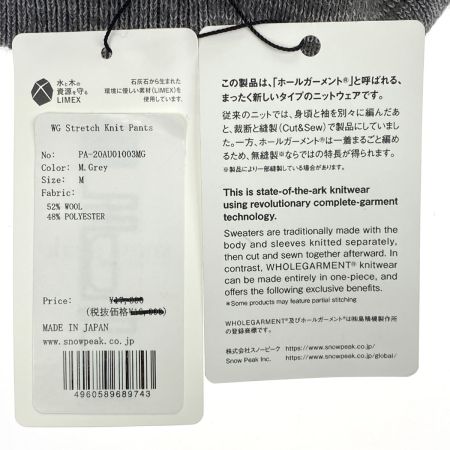 水と木の
資源を守る
LIMEX
石灰石から生まれた
環境に優しい素材(LIMEX)
を使用しています。
WG Stretch Knit Pants
No: PA-20AU01003MG
Color: M.Grey
Size: M
Fabric:
52% WOOL
48% POLYESTER
Price:
(税抜価格
MADE IN JAPAN
www.snowpeak.co.jp
4960589689743
この製品は、「ホールガーメント®」と呼ばれる、
まったく新しいタイプのニットウェアです。
従来のニットでは、身頃と袖を別々に編んだあ
と、裁断と縫製(Cut&Sew)で製品にしていまし
た。一方、ホールガーメント®は一着まるごと編め
るため、無縫製※ならではの特長が得られます。
※製品により一部縫製している場合があります。
This is state-of-the-ark knitwear
using revolutionary complete-garment
technology.
Sweaters are traditionally made with the
body and sleeves knitted separately,
then cut and sewn together afterward. In
contrast, WHOLEGARMENT® knitwear
can be made entirely in one-piece, and
offers the following exclusive benefits.
※Some products may feature partial stitching
WHOLEGARMENT®及びホールガーメント®は㈱島精機製作所
の登録商標です。
株式会社スノーピーク www.snowpeak.co.jp/
Snow Peak Inc. www.snowpeak.co.jp/global/